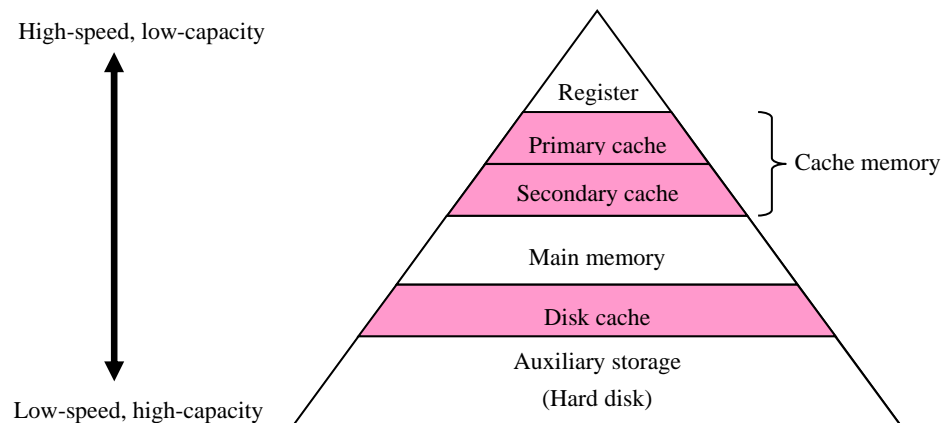 High-speed, low-capacity
Register
Primary cache
Cache memory
Secondary cache
Main memory
Disk cache
Auxiliary storage
(Hard disk)
Low-speed, high-capacity